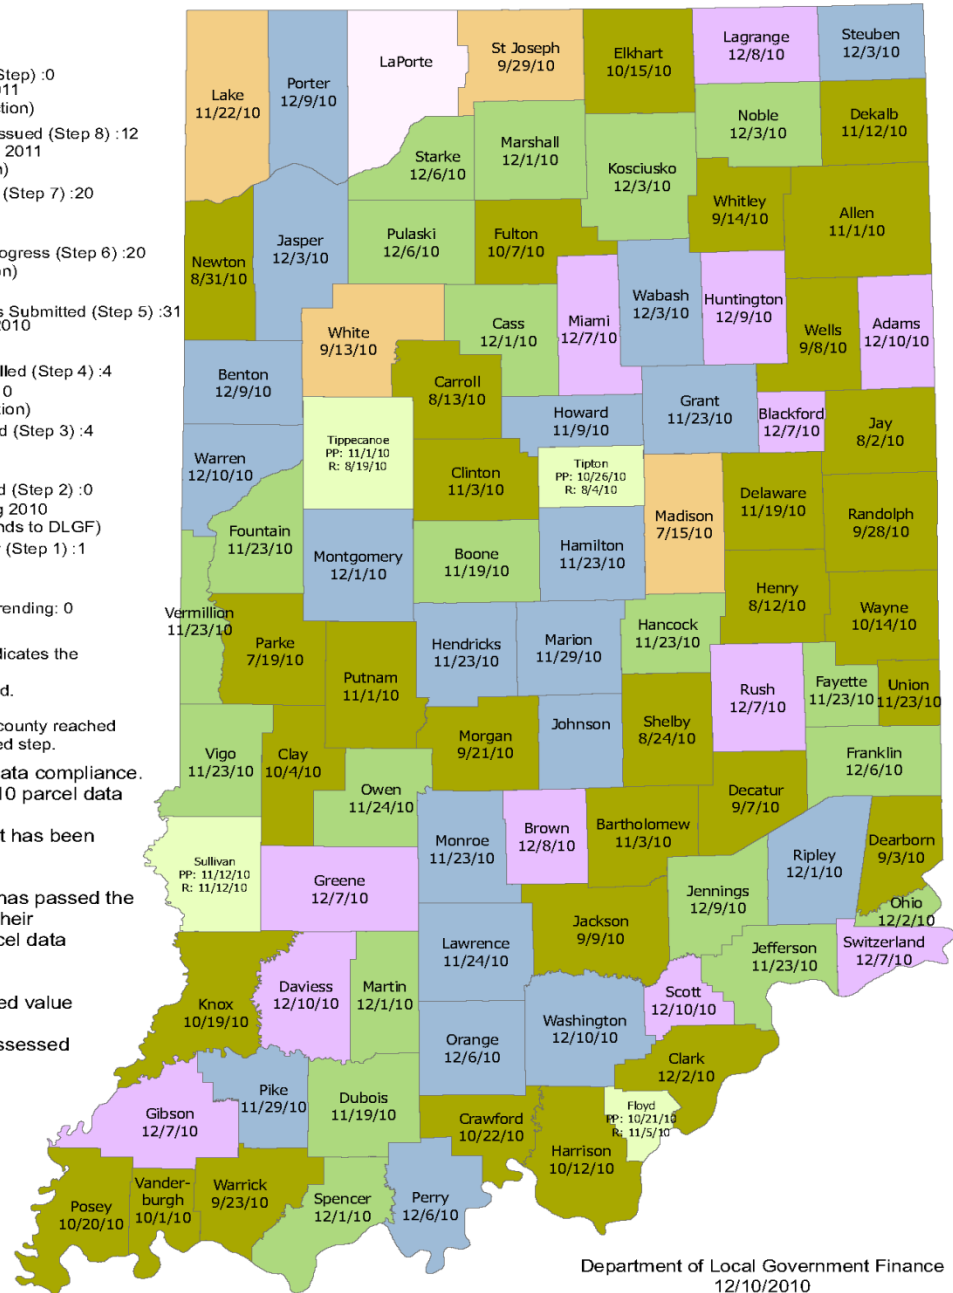 Step) :0
011
ction)
ssued (Step 8) :12
2011
n)
(Step 7) :20
ogress (Step 6) :20
on)
s Submitted (Step 5) :31
2010
lled (Step 4) :4
0
tion)
d (Step 3) :4
d (Step 2) :0
g 2010
nds to DLGF)
(Step 1) :1
rending: 0
dicates the
d.
county reached
ed step.
ata compliance.
10 parcel data
t has been
has passed the
heir
cel data
ed value
ssessed
Lake
11/22/10
Porter
12/9/10
LaPorte
St Joseph
9/29/10
Elkhart
10/15/10
Lagrange
12/8/10
Steuben
12/3/10
Noble
12/3/10
Dekalb
11/12/10
Starke
12/6/10
Marshall
12/1/10
Kosciusko
12/3/10
Whitley
9/14/10
Allen
11/1/10
Newton
8/31/10
Jasper
12/3/10
Pulaski
12/6/10
Fulton
10/7/10
White
9/13/10
Cass
12/1/10
Miami
12/7/10
Wabash
12/3/10
Huntington
12/9/10
Wells
9/8/10
Adams
12/10/10
Benton
12/9/10
Carroll
8/13/10
Howard
11/9/10
Grant
11/23/10
Blackford
12/7/10
Jay
8/2/10
Warren
12/10/10
Tippecanoe
PP: 11/1/10
R: 8/19/10
Clinton
11/3/10
Tipton
PP: 10/26/10
R: 8/4/10
Madison
7/15/10
Delaware
11/19/10
Randolph
9/28/10
Fountain
11/23/10
Montgomery
12/1/10
Boone
11/19/10
Hamilton
11/23/10
Henry
8/12/10
Wayne
10/14/10
Vermillion
11/23/10
Parke
7/19/10
Putnam
11/1/10
Hendricks
11/23/10
Marion
11/29/10
Hancock
11/23/10
Rush
12/7/10
Fayette
11/23/10
Union
11/23/10
Vigo
11/23/10
Clay
10/4/10
Owen
11/24/10
Morgan
9/21/10
Johnson
Shelby
8/24/10
Decatur
9/7/10
Franklin
12/6/10
Sullivan
PP: 11/12/10
R: 11/12/10
Greene
12/7/10
Monroe
11/23/10
Brown
12/8/10
Bartholomew
11/3/10
Jennings
12/9/10
Ripley
12/1/10
Dearborn
9/3/10
Ohio
12/2/10
Switzerland
12/7/10
Jefferson
11/23/10
Jackson
9/9/10
Lawrence
11/24/10
Knox
10/19/10
Daviess
12/10/10
Martin
12/1/10
Orange
12/6/10
Washington
12/10/10
Scott
12/10/10
Clark
12/2/10
Gibson
12/7/10
Pike
11/29/10
Dubois
11/19/10
Crawford
10/22/10
Harrison
10/12/10
Floyd
PP: 10/21/10
R: 11/5/10
Posey
10/20/10
Vander-
burgh
10/1/10
Warrick
9/23/10
Spencer
12/1/10
Perry
12/6/10
Department of Local Government Finance
12/10/2010